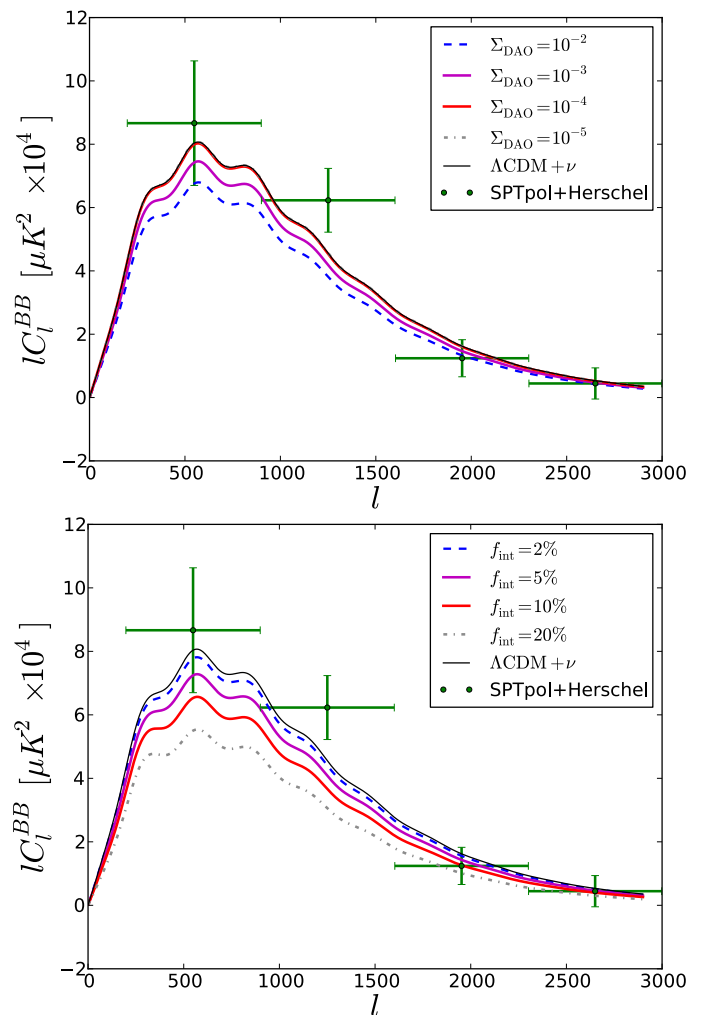 12
10
8
6
4
2
0
−2
lC_l^{BB} [μK² ×10⁴]
Σ_DAO=10⁻²
Σ_DAO=10⁻³
Σ_DAO=10⁻⁴
Σ_DAO=10⁻⁵
ΛCDM+ν
SPTpol+Herschel
0 500 1000 1500 2000 2500 3000
l
12
10
8
6
4
2
0
−2
lC_l^{BB} [μK² ×10⁴]
f_int=2%
f_int=5%
f_int=10%
f_int=20%
ΛCDM+ν
SPTpol+Herschel
0 500 1000 1500 2000 2500 3000
l